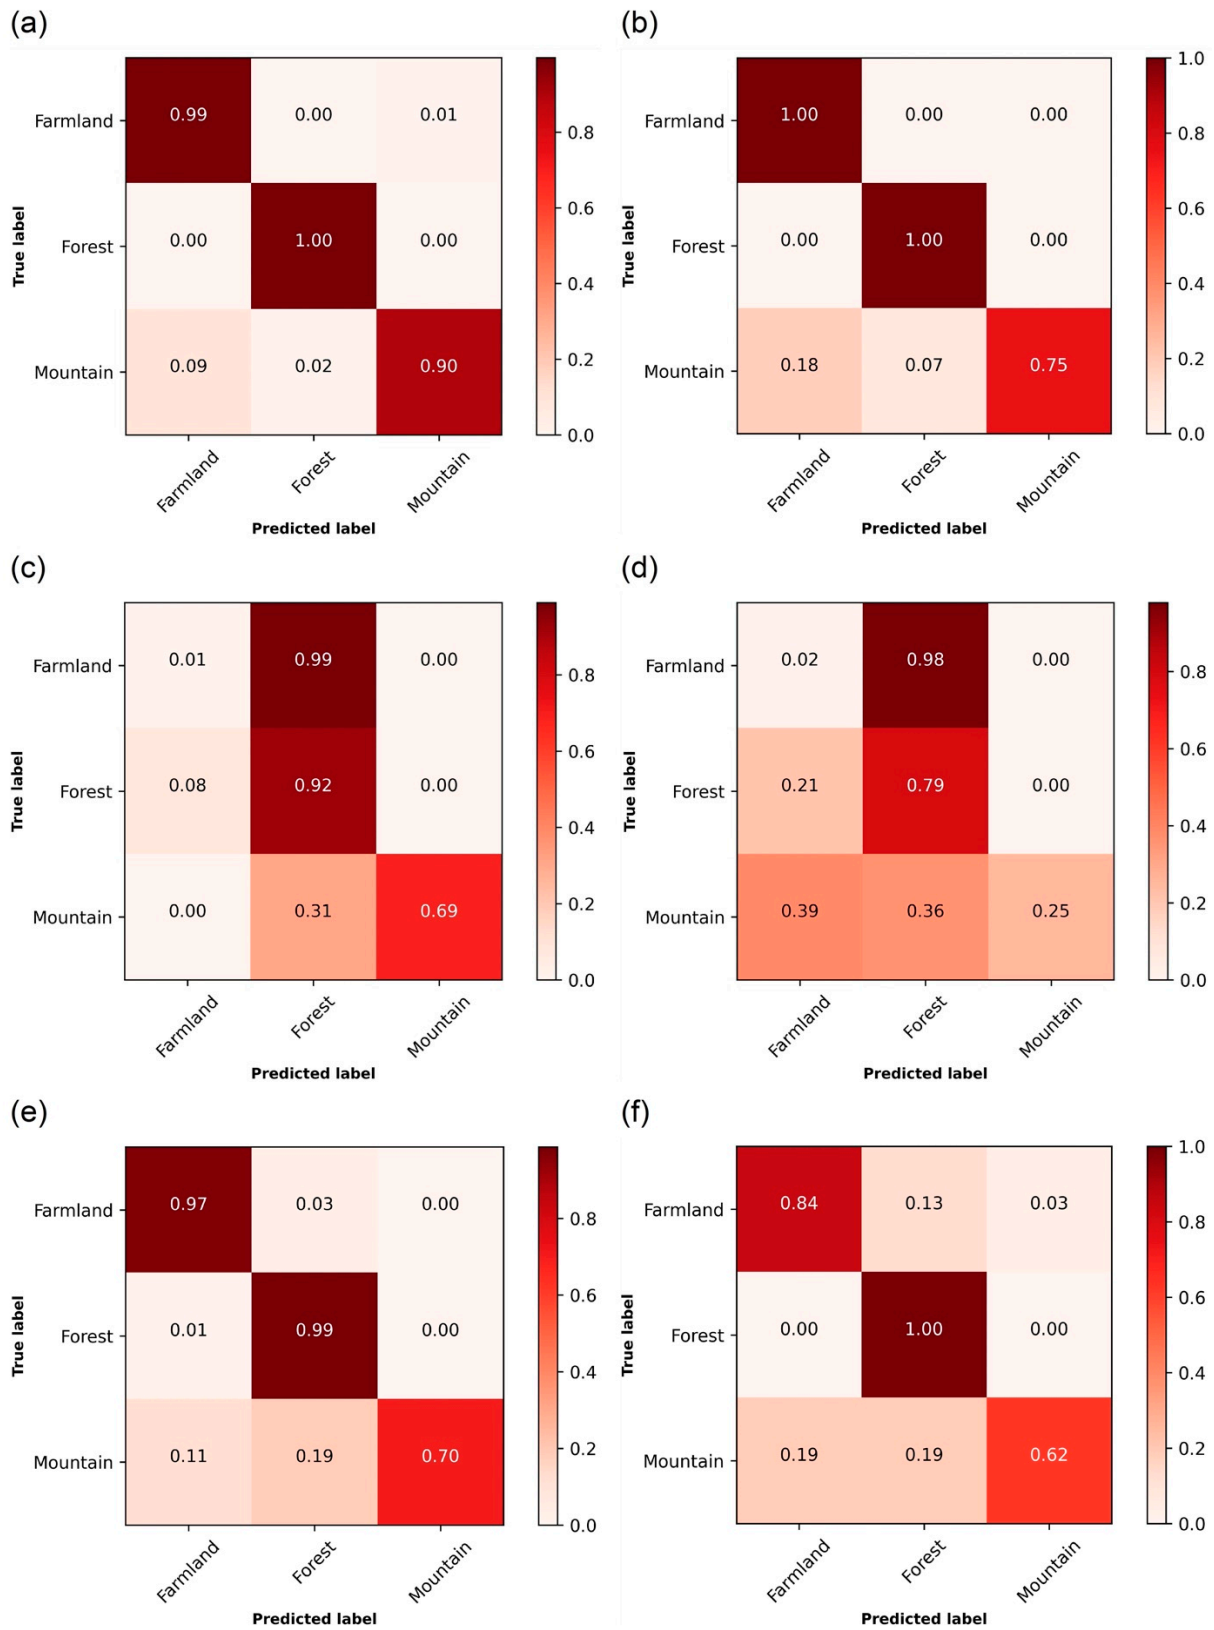 (a)
(b)
Farmland 0.99 0.00 0.01
Forest 0.00 1.00 0.00
Mountain 0.09 0.02 0.90
Farmland Forest Mountain
True label
Predicted label
0.8
0.6
0.4
0.2
0.0
Farmland 1.00 0.00 0.00
Forest 0.00 1.00 0.00
Mountain 0.18 0.07 0.75
Farmland Forest Mountain
True label
Predicted label
1.0
0.8
0.6
0.4
0.2
0.0
(c)
(d)
Farmland 0.01 0.99 0.00
Forest 0.08 0.92 0.00
Mountain 0.00 0.31 0.69
Farmland Forest Mountain
True label
Predicted label
0.8
0.6
0.4
0.2
0.0
Farmland 0.02 0.98 0.00
Forest 0.21 0.79 0.00
Mountain 0.39 0.36 0.25
Farmland Forest Mountain
True label
Predicted label
0.8
0.6
0.4
0.2
0.0
(e)
(f)
Farmland 0.97 0.03 0.00
Forest 0.01 0.99 0.00
Mountain 0.11 0.19 0.70
Farmland Forest Mountain
True label
Predicted label
0.8
0.6
0.4
0.2
0.0
Farmland 0.84 0.13 0.03
Forest 0.00 1.00 0.00
Mountain 0.19 0.19 0.62
Farmland Forest Mountain
True label
Predicted label
1.0
0.8
0.6
0.4
0.2
0.0